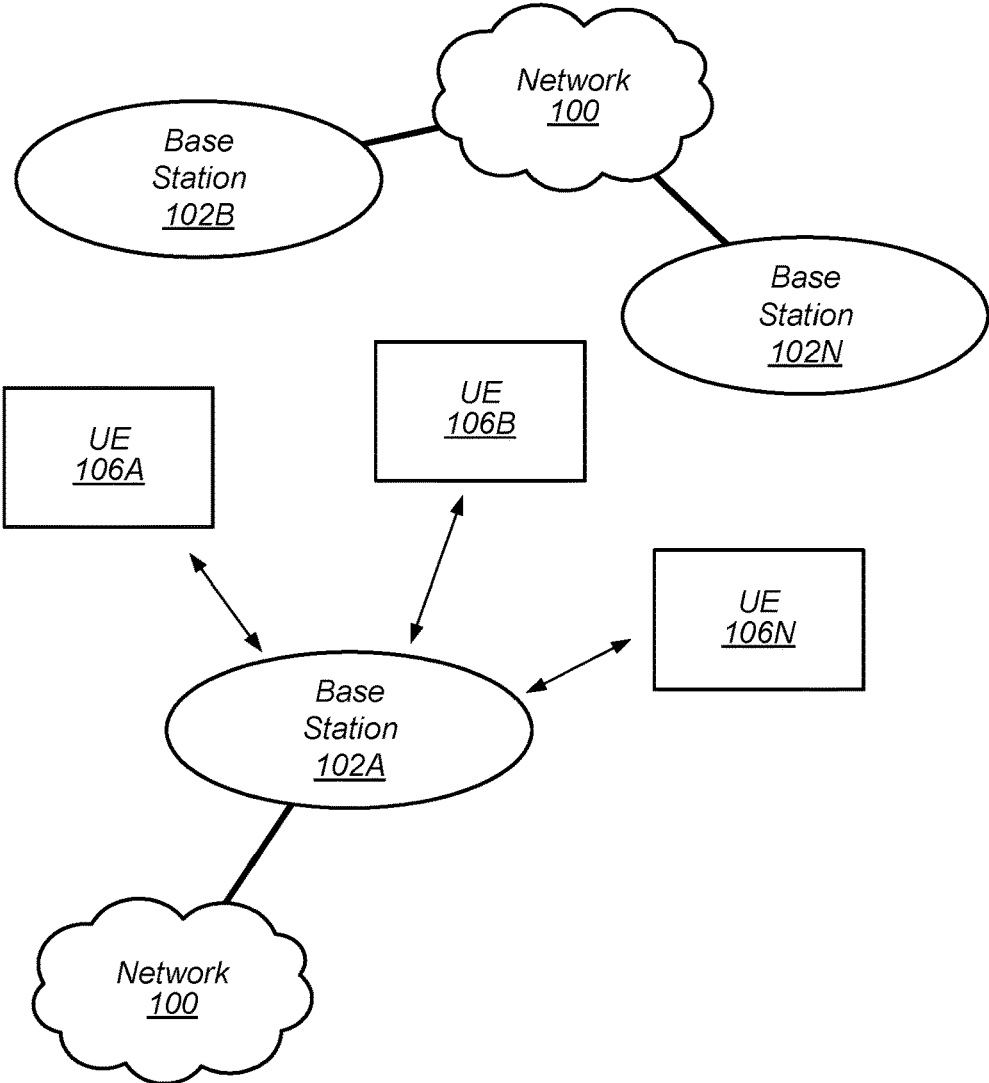 Network
100
Base
Station
102B
Base
Station
102N
UE
106B
UE
106A
UE
106N
Base
Station
102A
Network
100